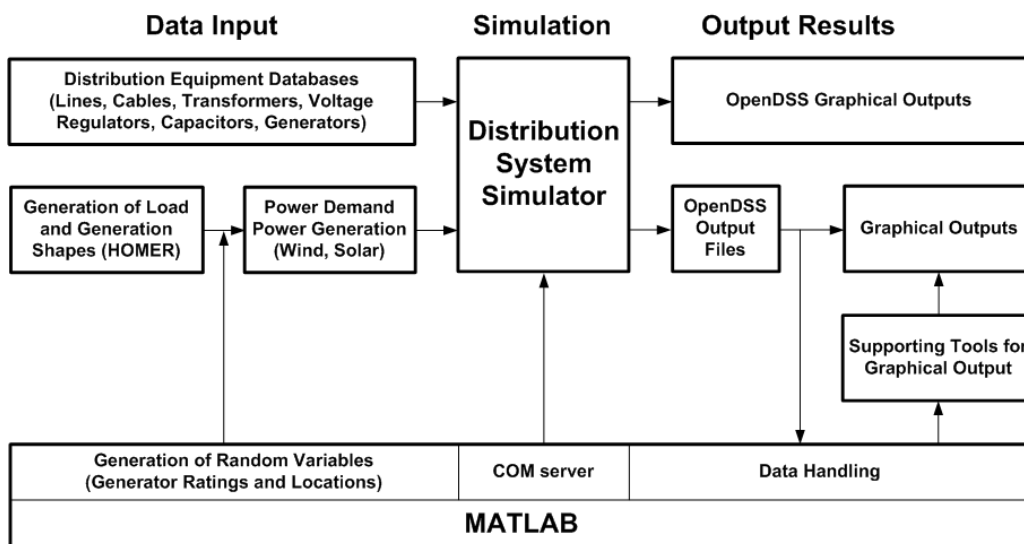 Data Input
Simulation
Output Results
Distribution Equipment Databases
(Lines, Cables, Transformers, Voltage
Regulators, Capacitors, Generators)
Distribution
System
Simulator
OpenDSS Graphical Outputs
Generation of Load
and Generation
Shapes (HOMER)
Power Demand
Power Generation
(Wind, Solar)
OpenDSS
Output
Files
Graphical Outputs
Supporting Tools for
Graphical Output
Generation of Random Variables
(Generator Ratings and Locations)
COM server
Data Handling
MATLAB